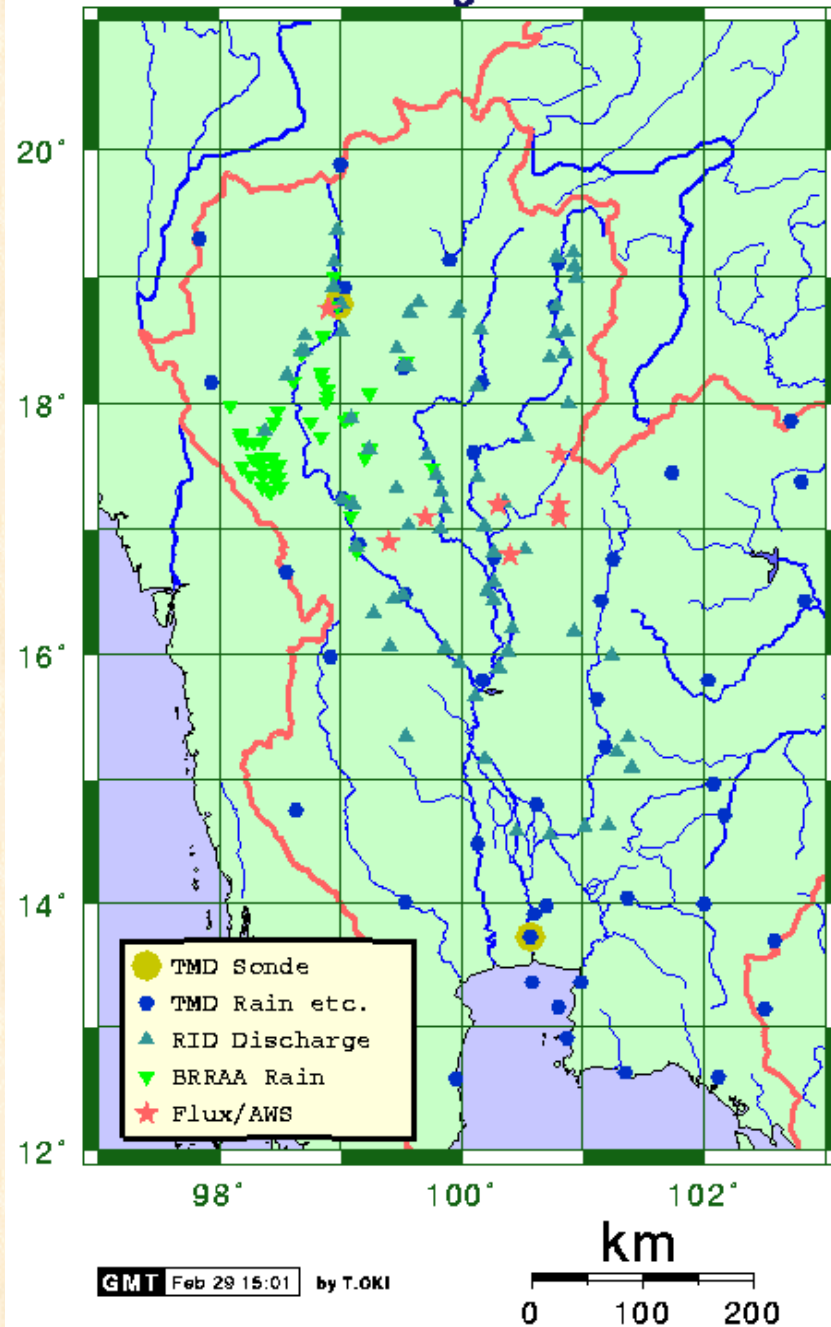 20°
18°
16°
14°
12°
TMD Sonde
TMD Rain etc.
RID Discharge
BRRAA Rain
Flux/AWS
98° 100° 102°
km
0 100 200
GMT Feb 29 15:01 by T.OKI